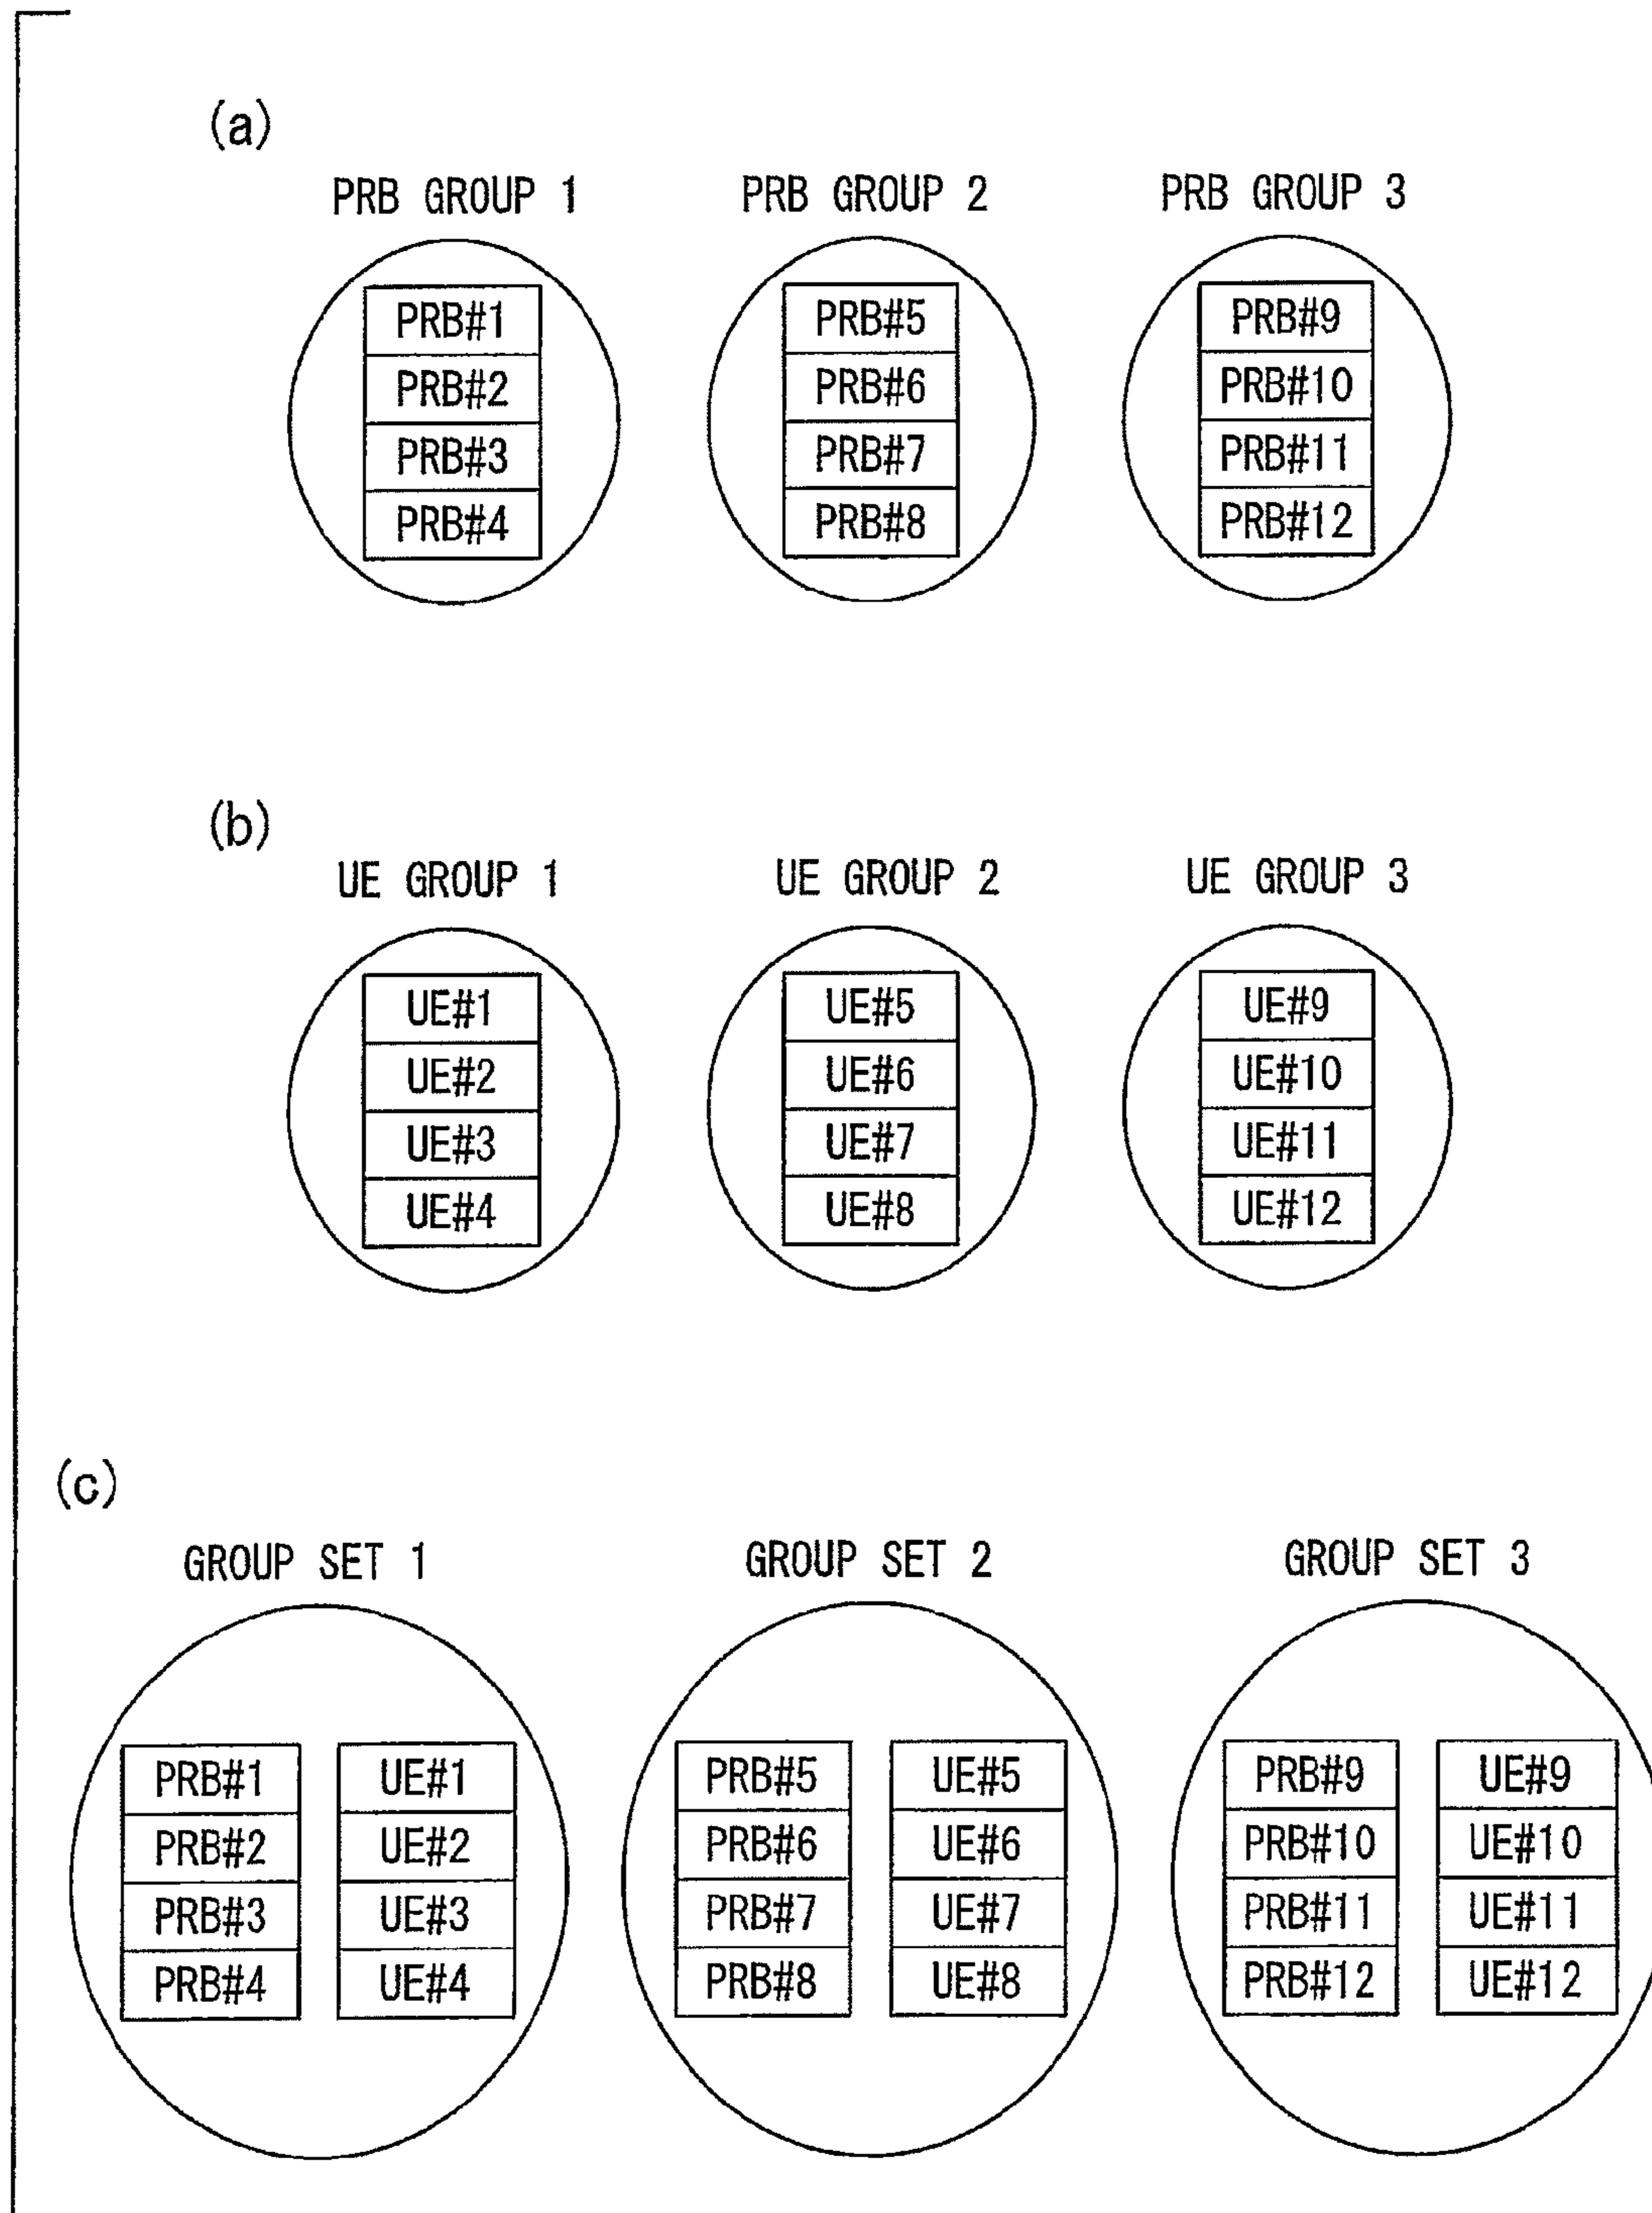 (a)
PRB GROUP 1 PRB GROUP 2 PRB GROUP 3
PRB#1 PRB#5 PRB#9
PRB#2 PRB#6 PRB#10
PRB#3 PRB#7 PRB#11
PRB#4 PRB#8 PRB#12
(b)
UE GROUP 1 UE GROUP 2 UE GROUP 3
UE#1 UE#5 UE#9
UE#2 UE#6 UE#10
UE#3 UE#7 UE#11
UE#4 UE#8 UE#12
(c)
GROUP SET 1 GROUP SET 2 GROUP SET 3
PRB#1 UE#1 PRB#5 UE#5 PRB#9 UE#9
PRB#2 UE#2 PRB#6 UE#6 PRB#10 UE#10
PRB#3 UE#3 PRB#7 UE#7 PRB#11 UE#11
PRB#4 UE#4 PRB#8 UE#8 PRB#12 UE#12